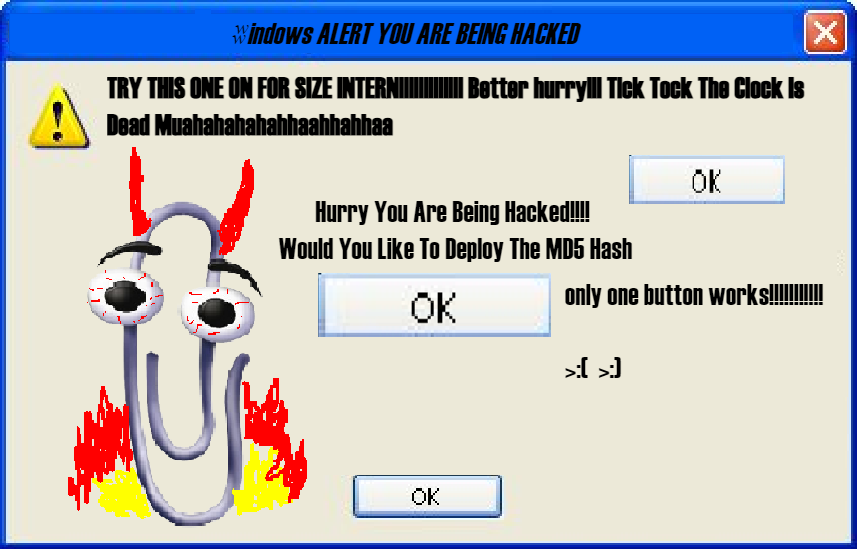 windows ALERT YOU ARE BEING HACKED
TRY THIS ONE ON FOR SIZE INTERN!!!!!!!!!!!!! Better hurry!!! Tick Tock The Clock Is
Dead Muahahahahahhaahhahhaa
OK
Hurry You Are Being Hacked!!!!
Would You Like To Deploy The MD5 Hash
OK
only one button works!!!!!!!!!!!
>:( >:)
OK